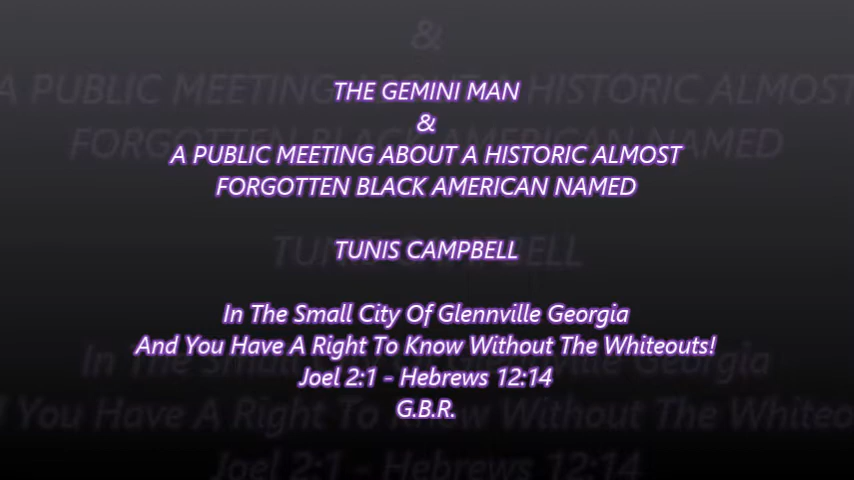 THE GEMINI MAN
&
A PUBLIC MEETING ABOUT A HISTORIC ALMOST
FORGOTTEN BLACK AMERICAN NAMED
TUNIS CAMPBELL
In The Small City Of Glennville Georgia
And You Have A Right To Know Without The Whiteouts!
Joel 2:1 - Hebrews 12:14
G.B.R.